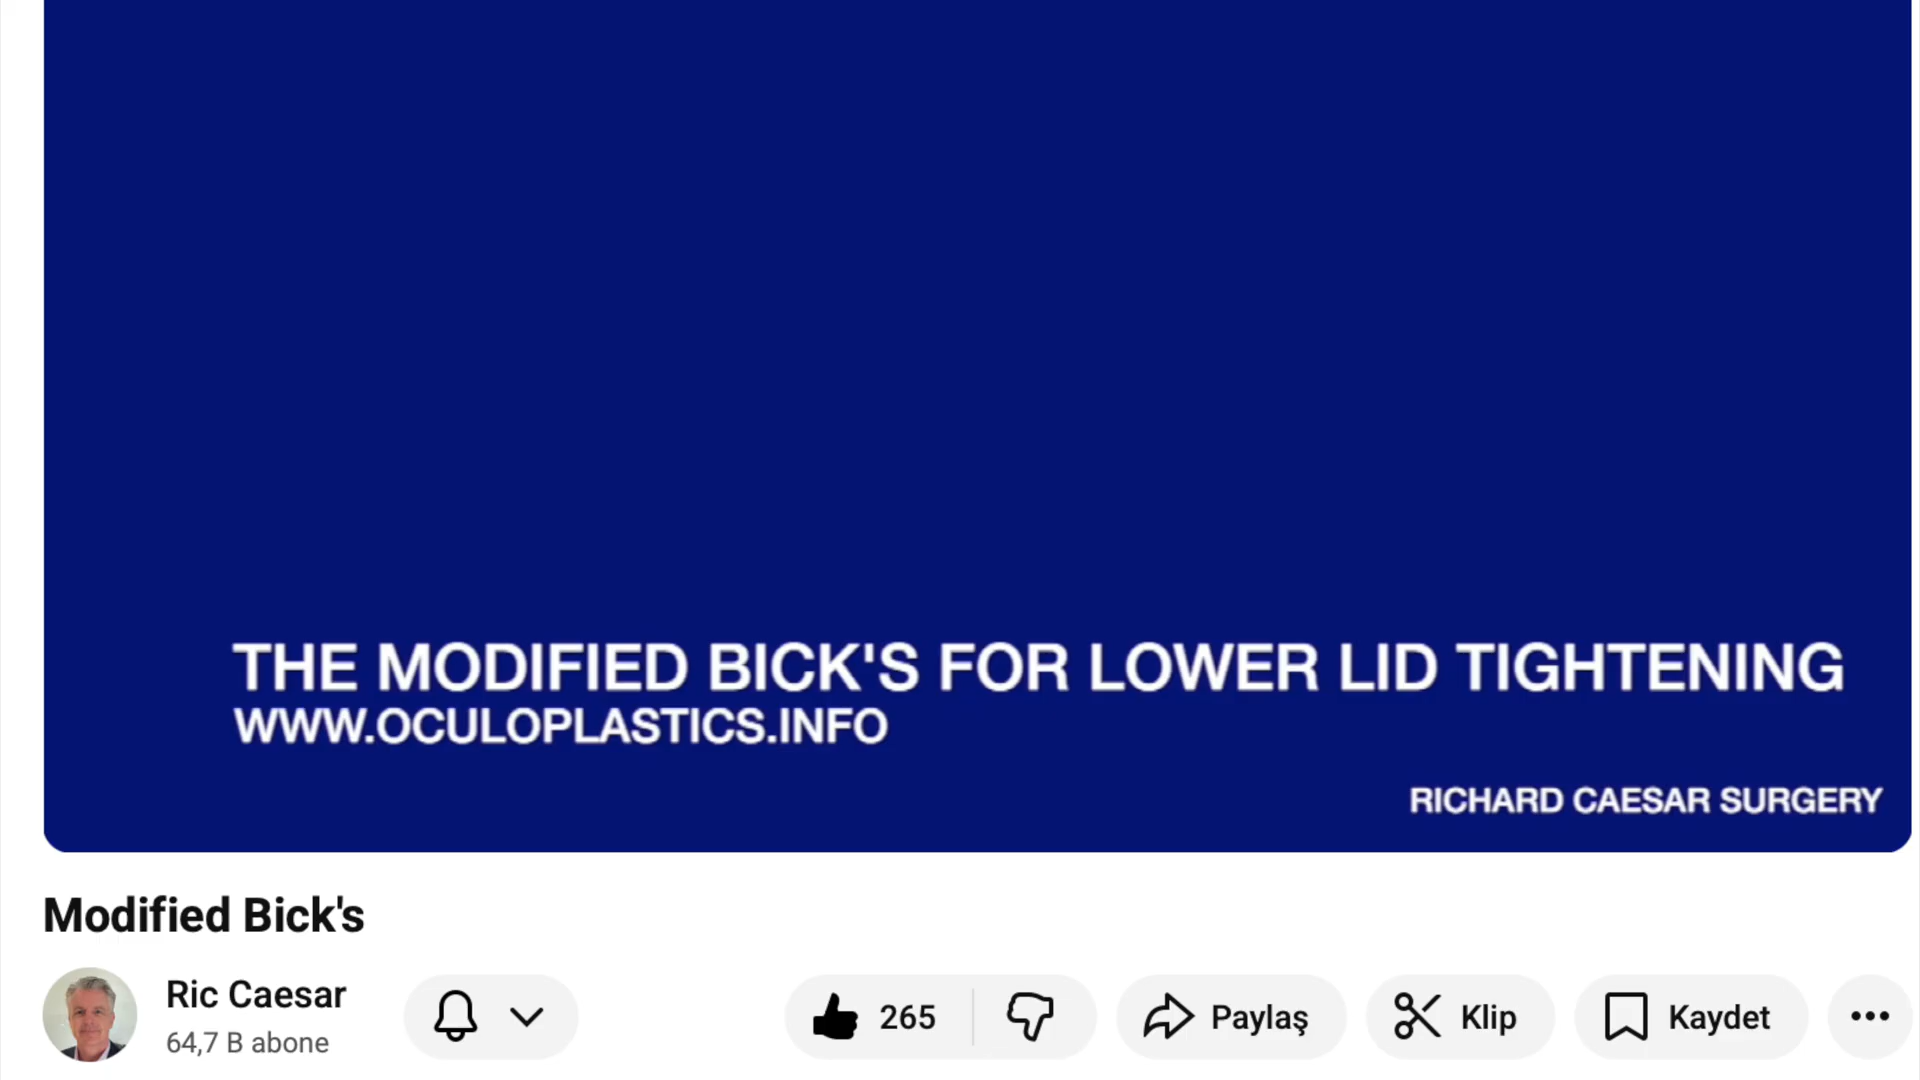 THE MODIFIED BICK'S FOR LOWER LID TIGHTENING
WWW.OCULOPLASTICS.INFO
RICHARD CAESAR SURGERY
Modified Bick's
Ric Caesar
64,7 B abone
265
Paylaş
Klip
Kaydet